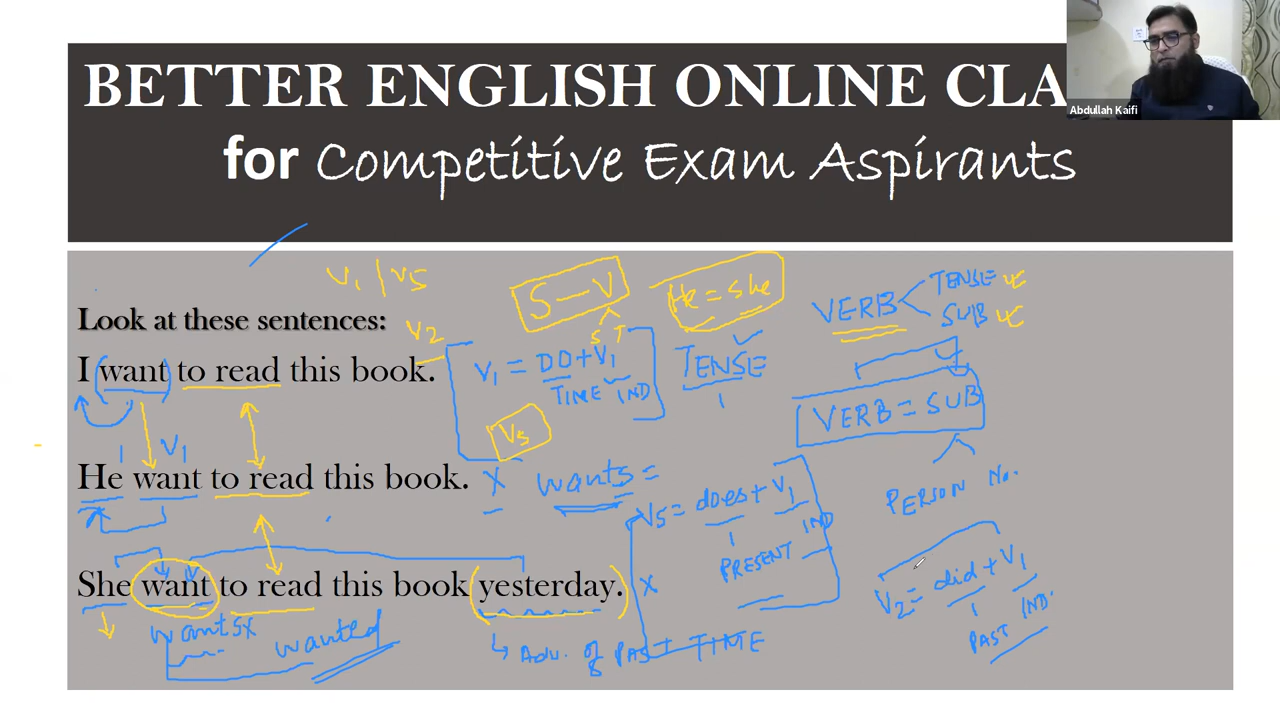 BETTER ENGLISH ONLINE CLA
for Competitive Exam Aspirants
Abdullah Kaifi
V1 | V5
S – V
S T
He = she
VERB
TENSE
SUB
Look at these sentences:
V2
I want to read this book.
V1 = DO + V1
TIME IND
TENSE
VERB = SUB
V5
1 V1
He want to read this book.
X wants =
PERSON No.
V5 = does + V1
PRESENT IND
She want to read this book yesterday.
X
V2 = did + V1
PAST IND.
wantsx wanted
Adv. of PAST TIME